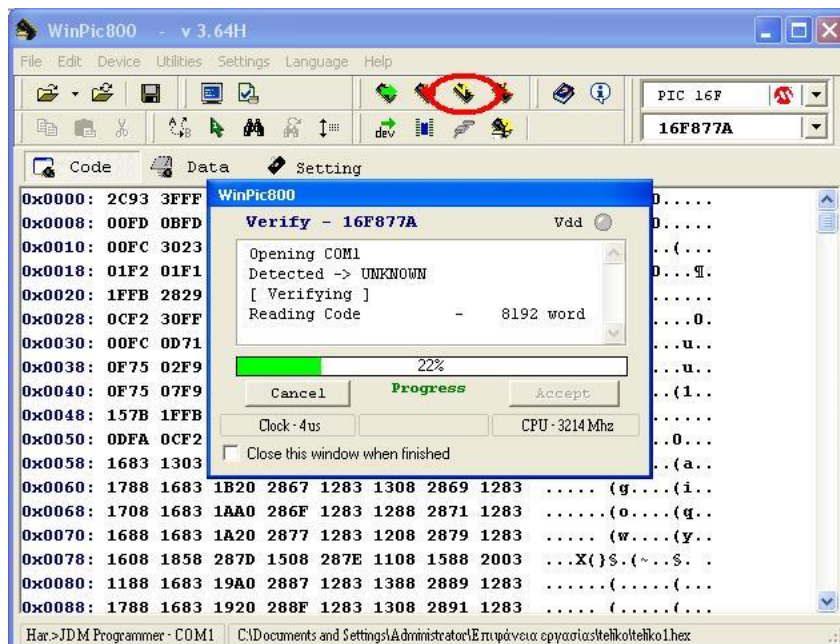 WinPic800 - v 3.64H
File Edit Device Utilities Settings Language Help
PIC 16F
dev
16F877A
Code Data Setting
0x0000: 2C93 3FFF
0x0008: 00FD 0BFD
0x0010: 00FC 3023
0x0018: 01F2 01F1
0x0020: 1FFB 2829
0x0028: 0CF2 30FF
0x0030: 00FC 0D71
0x0038: 0F75 02F9
0x0040: 0F75 07F9
0x0048: 157B 1FFB
0x0050: 0DFA 0CF2
0x0058: 1683 1303
WinPic800
Verify - 16F877A Vdd
Opening COM1
Detected -> UNKNOWN
[ Verifying ]
Reading Code - 8192 word
22%
Cancel Progress Accept
Clock - 4us CPU - 3214 Mhz
Close this window when finished
0x0060: 1788 1683 1B20 2867 1283 1308 2869 1283 ..... (g....(i..
0x0068: 1708 1683 1AA0 286F 1283 1288 2871 1283 ......(o....(q..
0x0070: 1688 1683 1A20 2877 1283 1208 2879 1283 ..... (w....(y..
0x0078: 1608 1858 287D 1508 287E 1108 1588 2003 ...X(}S.(~..S. .
0x0080: 1188 1683 19A0 2887 1283 1388 2889 1283 ......(.....(...
0x0088: 1788 1683 1920 288F 1283 1308 2891 1283 ..... (.....(...
Har.>JDM Programmer - COM1 C:\Documents and Settings\Administrator\Επιφάνεια εργασίας\teliko\teliko1.hex